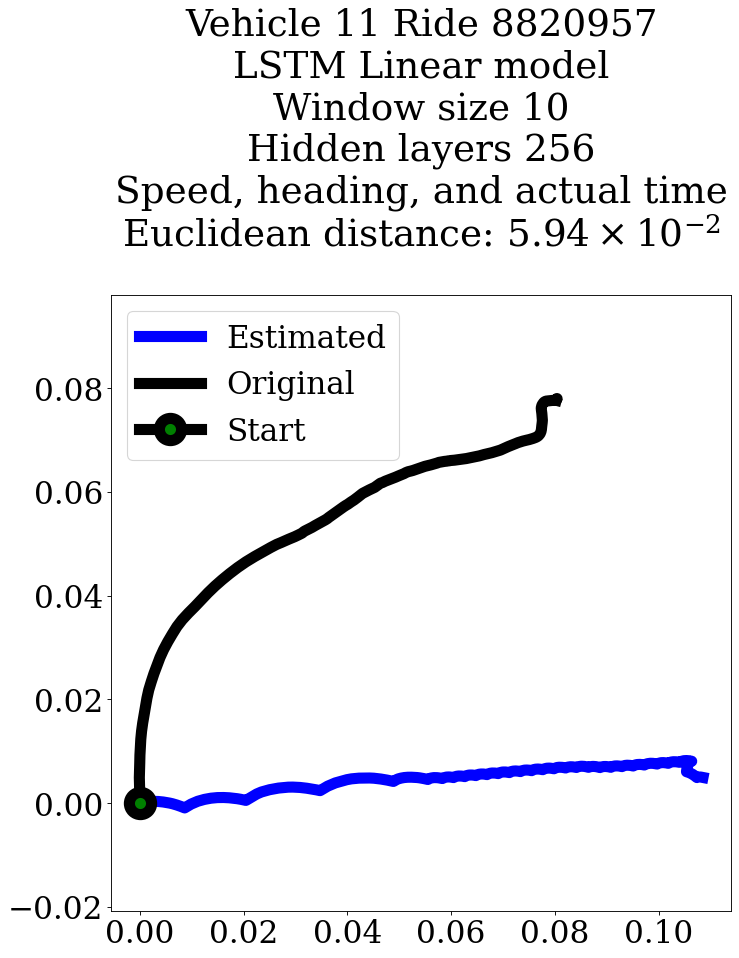 Vehicle 11 Ride 8820957
LSTM Linear model
Window size 10
Hidden layers 256
Speed, heading, and actual time
Euclidean distance: 5.94 × 10⁻²
Estimated
Original
Start
0.08
0.06
0.04
0.02
0.00
−0.02
0.00 0.02 0.04 0.06 0.08 0.10